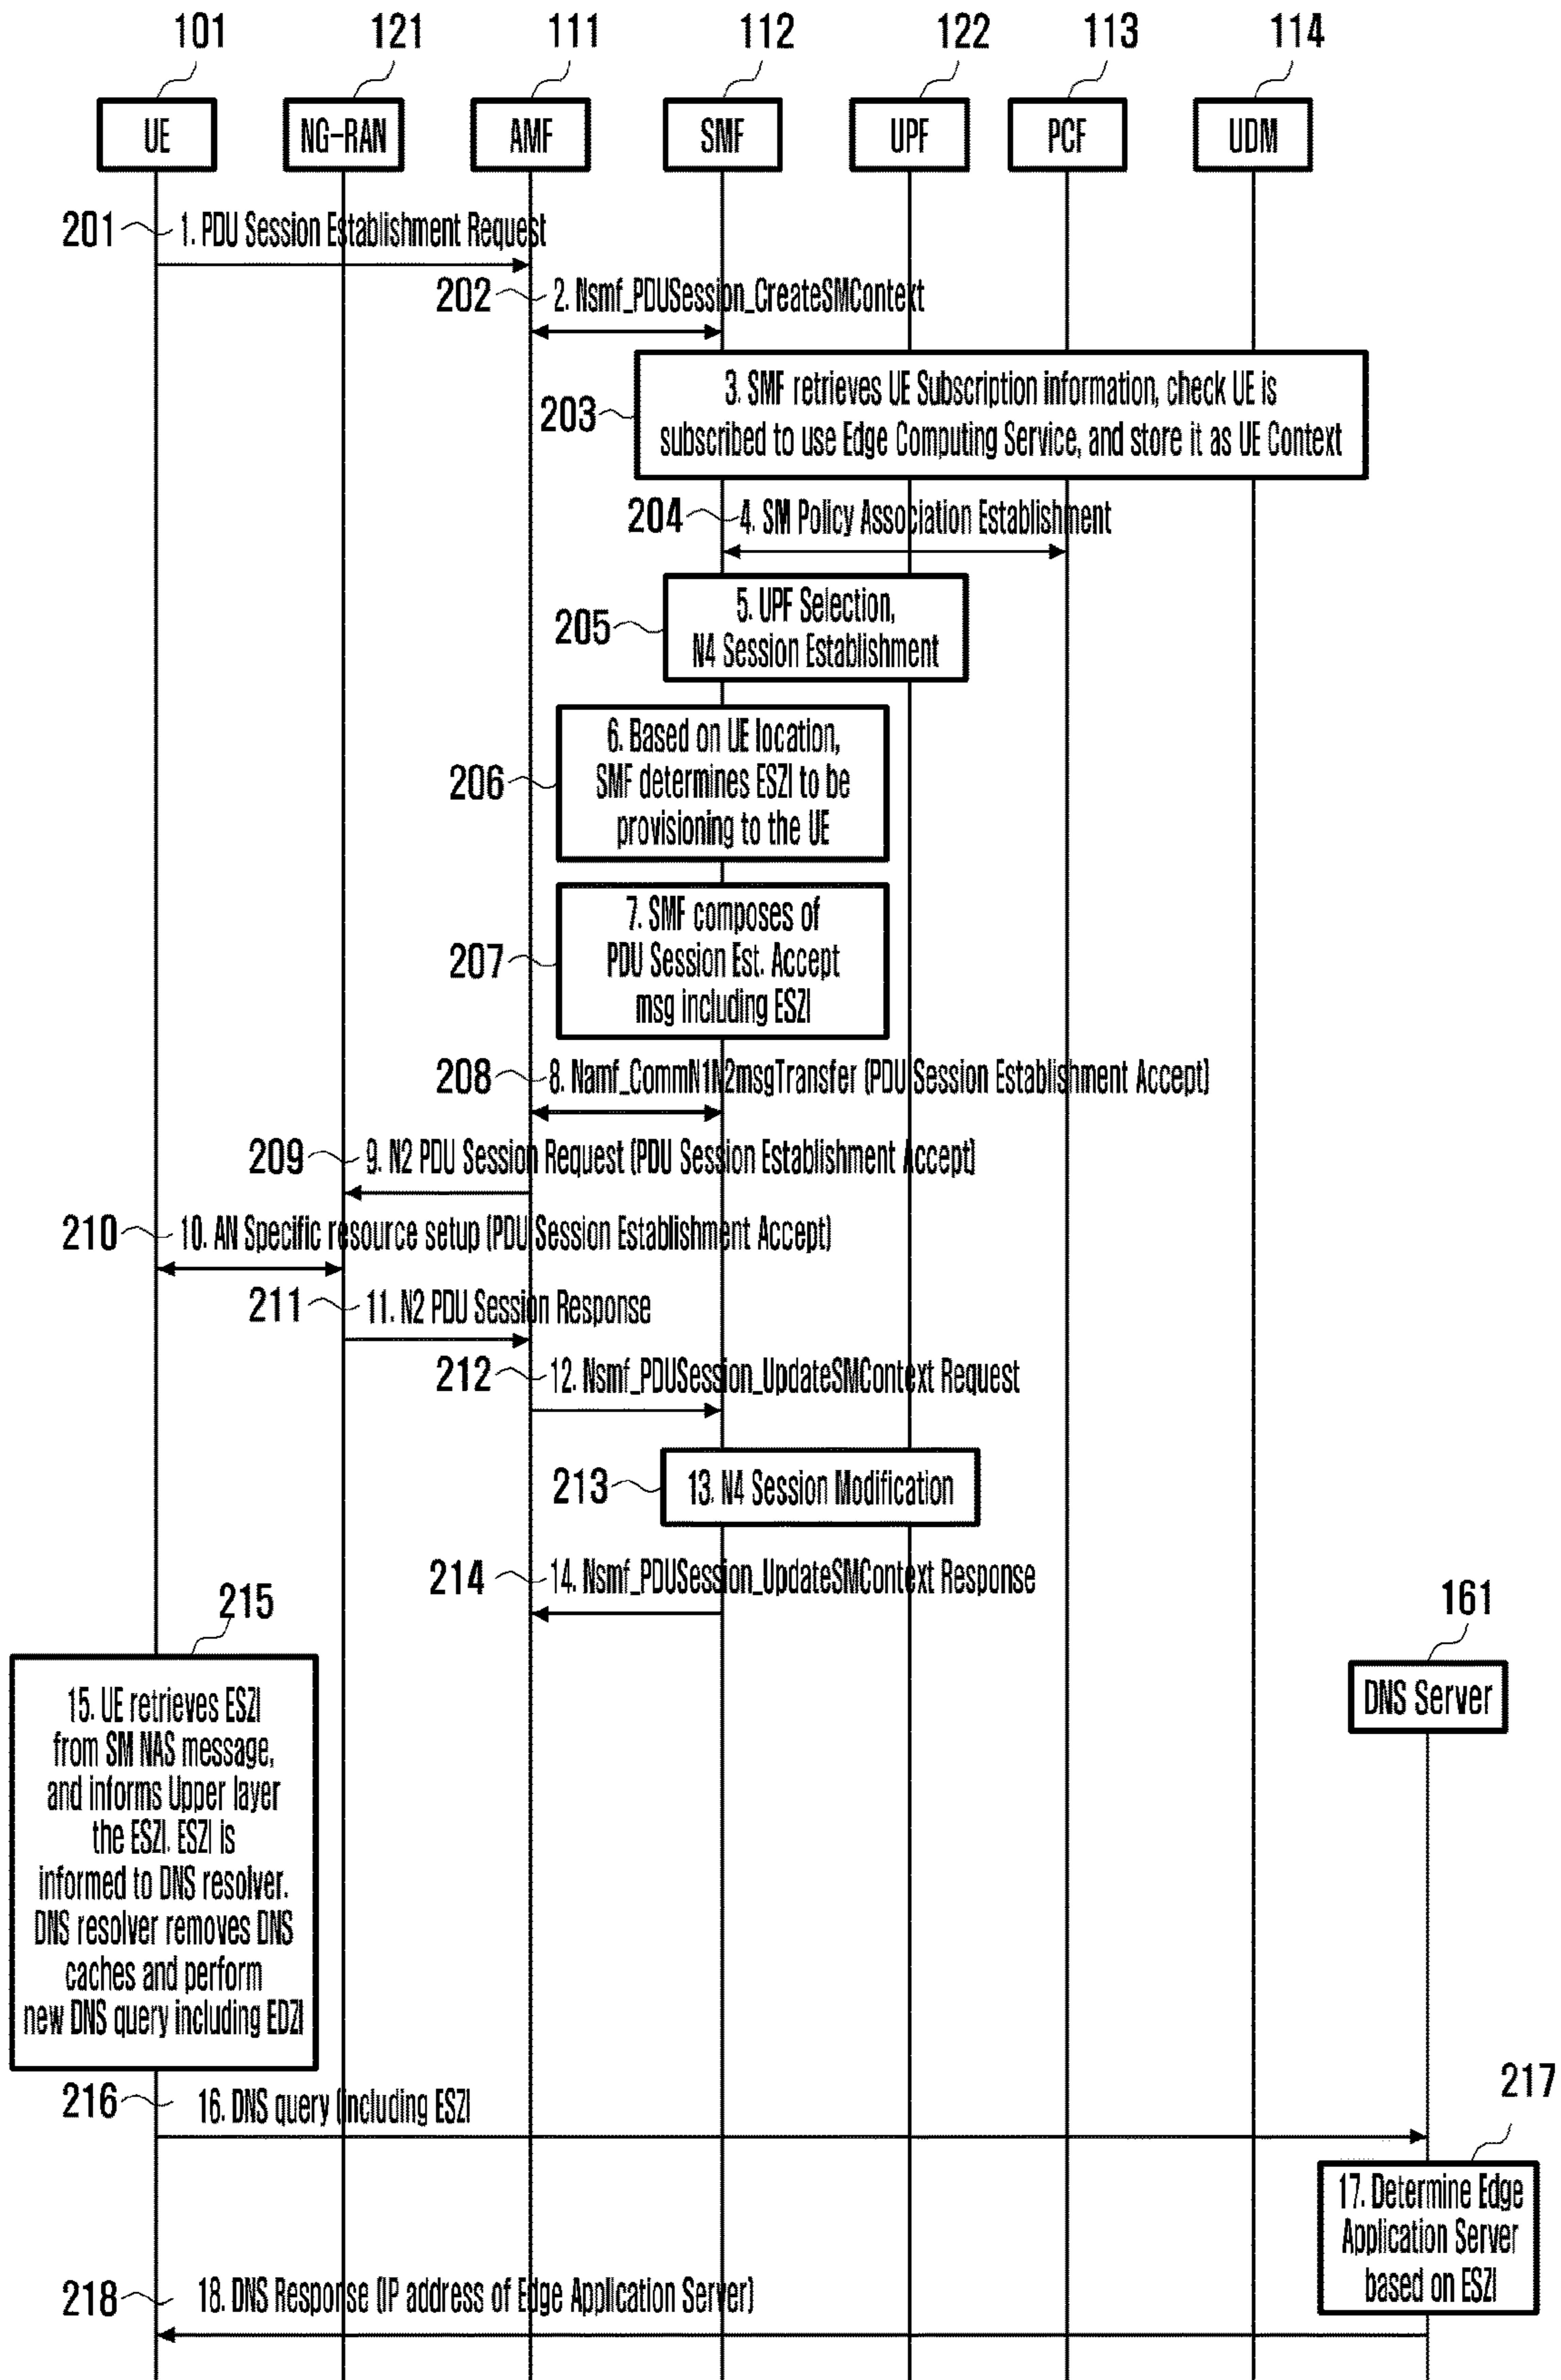 101 121 111 112 122 113 114
UE NG-RAN AMF SMF UPF PCF UDM
201 1. PDU Session Establishment Request
202 2. Nsmf_PDUSession_CreateSMContext
203 3. SMF retrieves UE Subscription information, check UE is
subscribed to use Edge Computing Service, and store it as UE Context
204 4. SM Policy Association Establishment
205 5. UPF Selection,
N4 Session Establishment
206 6. Based on UE location,
SMF determines ESZI to be
provisioning to the UE
207 7. SMF composes of
PDU Session Est. Accept
msg including ESZI
208 8. Namf_CommN1N2msgTransfer (PDU Session Establishment Accept)
209 9. N2 PDU Session Request (PDU Session Establishment Accept)
210 10. AN Specific resource setup (PDU Session Establishment Accept)
211 11. N2 PDU Session Response
212 12. Nsmf_PDUSession_UpdateSMContext Request
213 13. N4 Session Modification
214 14. Nsmf_PDUSession_UpdateSMContext Response
215
15. UE retrieves ESZI
from SM NAS message,
and informs Upper layer
the ESZI. ESZI is
informed to DNS resolver.
DNS resolver removes DNS
caches and perform
new DNS query including EDZI
161
DNS Server
216 16. DNS query (including ESZI
217
17. Determine Edge
Application Server
based on ESZI
218 18. DNS Response (IP address of Edge Application Server)